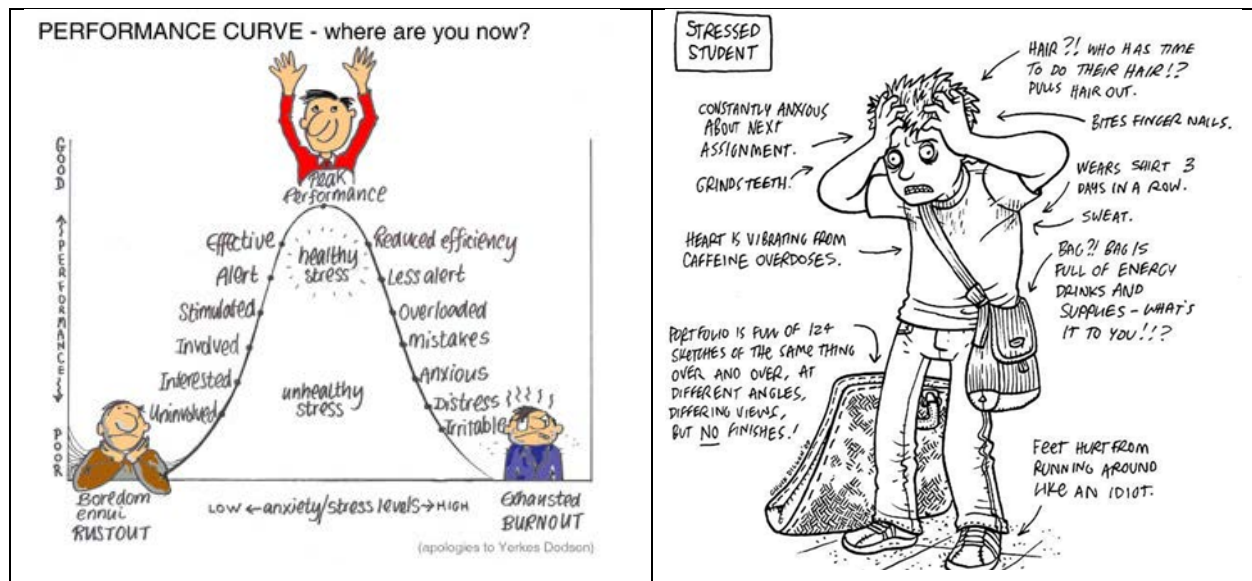 PERFORMANCE CURVE - where are you now?
GOOD
PERFORMANCE
POOR
Peak
Performance
healthy
stress
unhealthy
stress
Effective
Alert
Stimulated
Involved
Interested
Uninvolved
Reduced efficiency
Less alert
Overloaded
mistakes
Anxious
Distress
Irritable
Boredom
ennui
RUSTOUT
LOW ←anxiety/stress levels→ HIGH
Exhausted
BURNOUT
(apologies to Yerkes Dodson)
STRESSED
STUDENT
HAIR?! WHO HAS TIME
TO DO THEIR HAIR!?
PULLS HAIR OUT.
CONSTANTLY ANXIOUS
ABOUT NEXT
ASSIGNMENT.
BITES FINGER NAILS.
GRINDS TEETH.
WEARS SHIRT 3
DAYS IN A ROW.
SWEAT.
HEART IS VIBRATING FROM
CAFFEINE OVERDOSES.
BAG?! BAG IS
FULL OF ENERGY
DRINKS AND
SUPPLIES - WHAT'S
IT TO YOU!!?
PORTFOLIO IS FULL OF 124
SKETCHES OF THE SAME THING
OVER AND OVER, AT
DIFFERENT ANGLES,
DIFFERING VIEWS,
BUT NO FINISHES!
FEET HURT FROM
RUNNING AROUND
LIKE AN IDIOT.